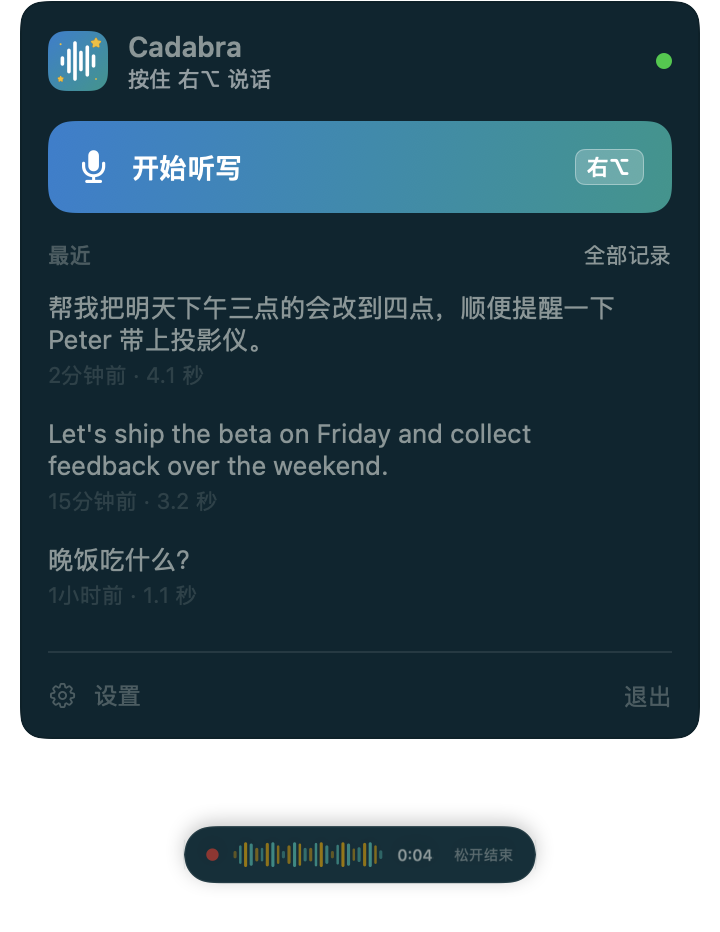 Cadabra
按住 右⌥ 说话
开始听写
右⌥
最近
全部记录
帮我把明天下午三点的会改到四点，顺便提醒一下
Peter 带上投影仪。
2分钟前 · 4.1 秒
Let's ship the beta on Friday and collect
feedback over the weekend.
15分钟前 · 3.2 秒
晚饭吃什么?
1小时前 · 1.1 秒
设置
退出
0:04
松开结束